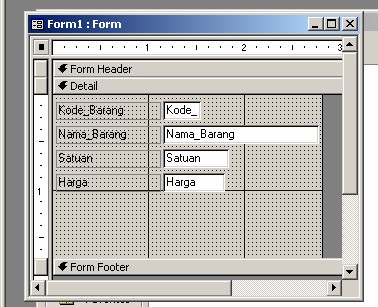 Form1 : Form
1 2 3
Form Header
Detail
Kode_Barang Kode_
Nama_Barang Nama_Barang
Satuan Satuan
1
Harga Harga
Form Footer
Favorites